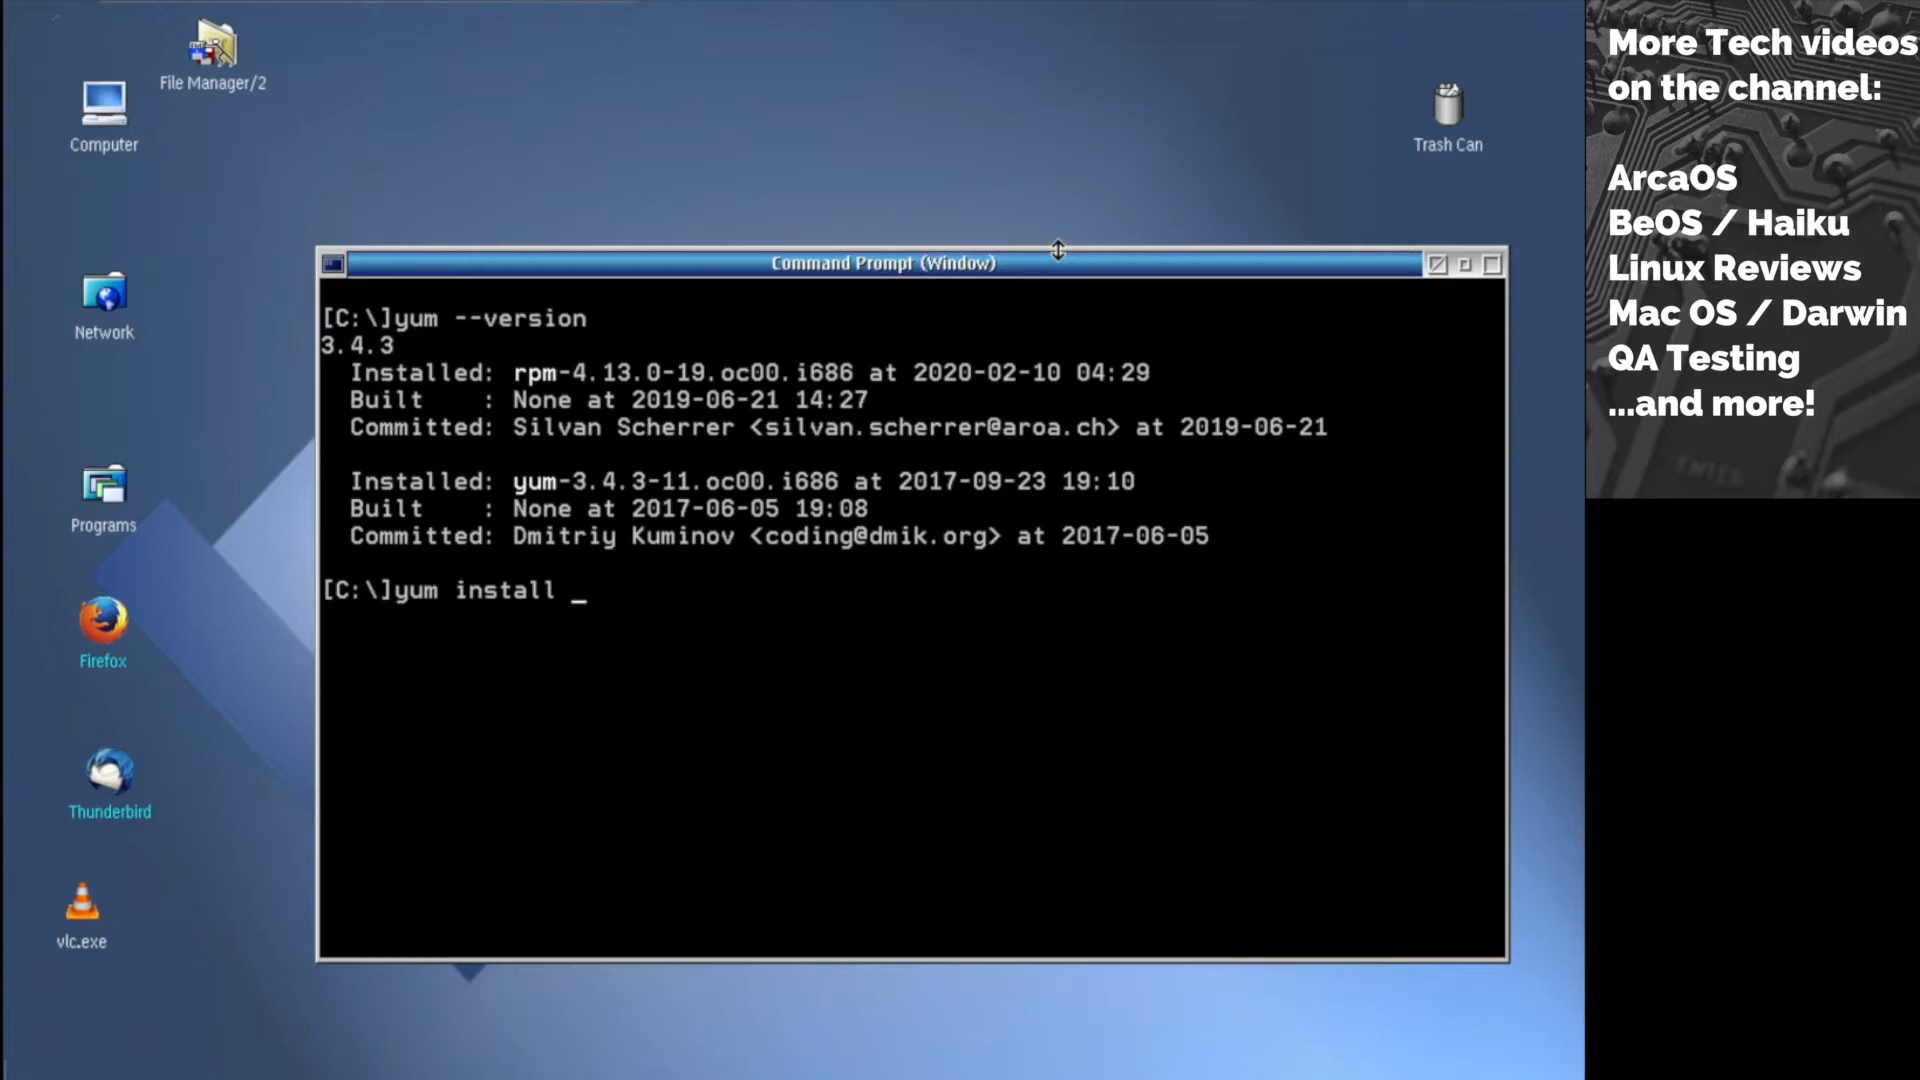 File Manager/2
Computer
Trash Can
Network
Programs
Firefox
Thunderbird
vlc.exe
Command Prompt (Window)
[C:\]yum --version
3.4.3
Installed: rpm-4.13.0-19.oc00.i686 at 2020-02-10 04:29
Built    : None at 2019-06-21 14:27
Committed: Silvan Scherrer <silvan.scherrer@aroa.ch> at 2019-06-21
Installed: yum-3.4.3-11.oc00.i686 at 2017-09-23 19:10
Built    : None at 2017-06-05 19:08
Committed: Dmitriy Kuminov <coding@dmik.org> at 2017-06-05
[C:\]yum install _
More Tech videos
on the channel:
ArcaOS
BeOS / Haiku
Linux Reviews
Mac OS / Darwin
QA Testing
...and more!